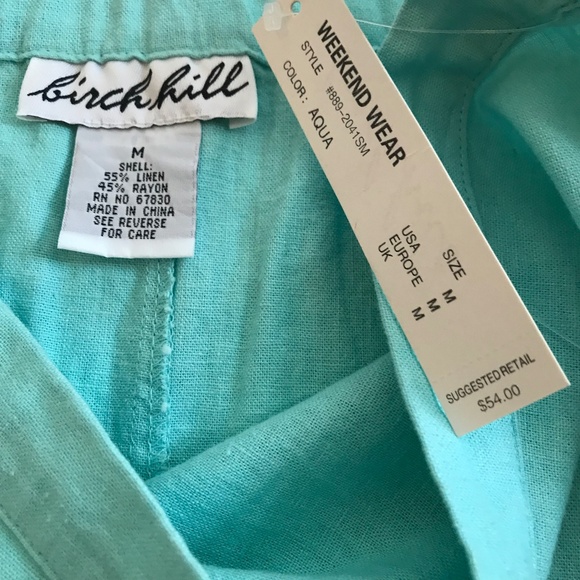 birch hill
M
SHELL:
55% LINEN
45% RAYON
RN NO 67830
MADE IN CHINA
SEE REVERSE
FOR CARE
WEEKEND WEAR
STYLE #889-2041SM
COLOR: AQUA
SIZE
USA M
EUROPE M
UK M
SUGGESTED RETAIL
$54.00